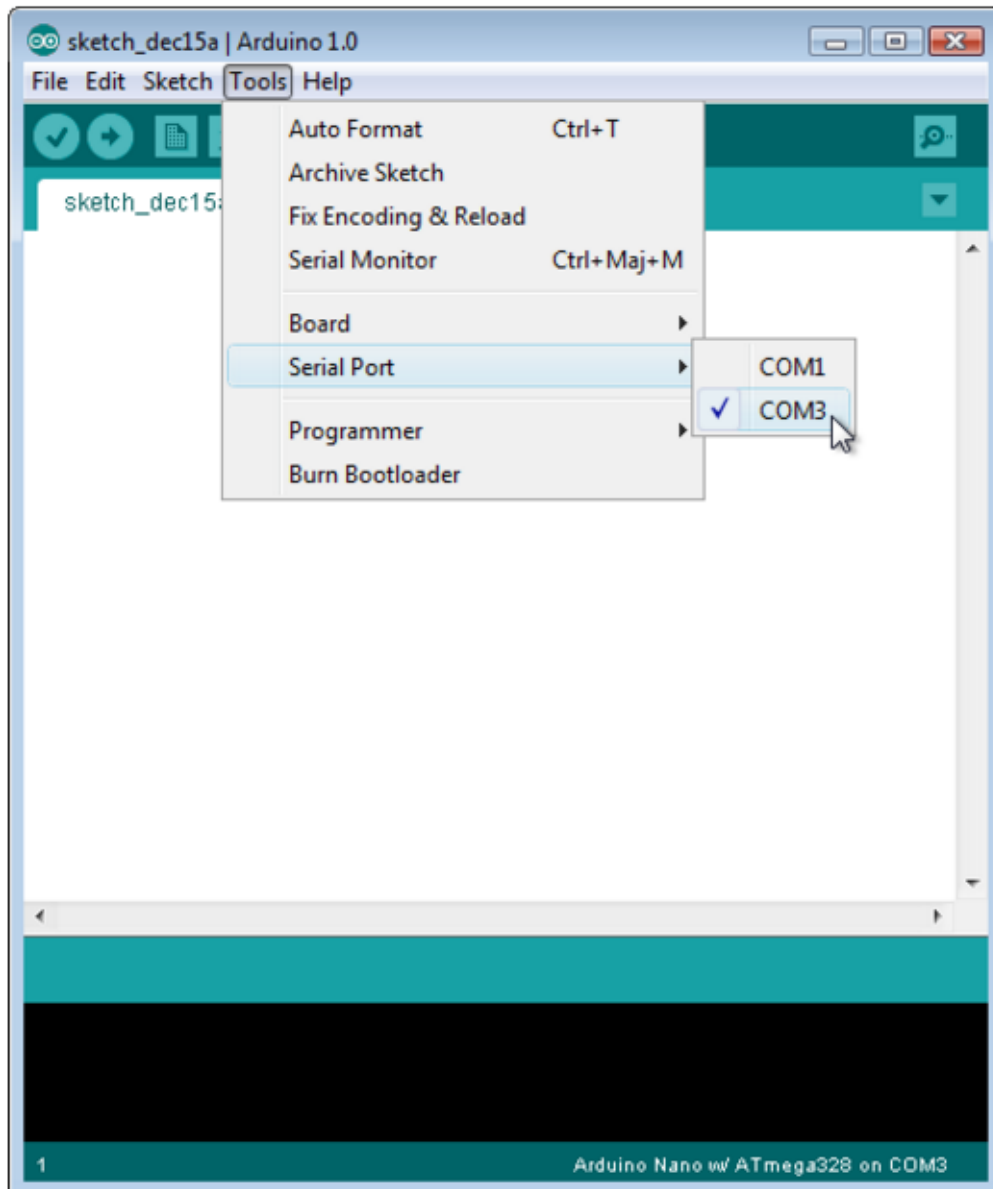 sketch_dec15a | Arduino 1.0
File Edit Sketch Tools Help
Auto Format Ctrl+T
Archive Sketch
sketch_dec15a
Fix Encoding & Reload
Serial Monitor Ctrl+Maj+M
Board
Serial Port
COM1
COM3
Programmer
Burn Bootloader
1 Arduino Nano w/ ATmega328 on COM3